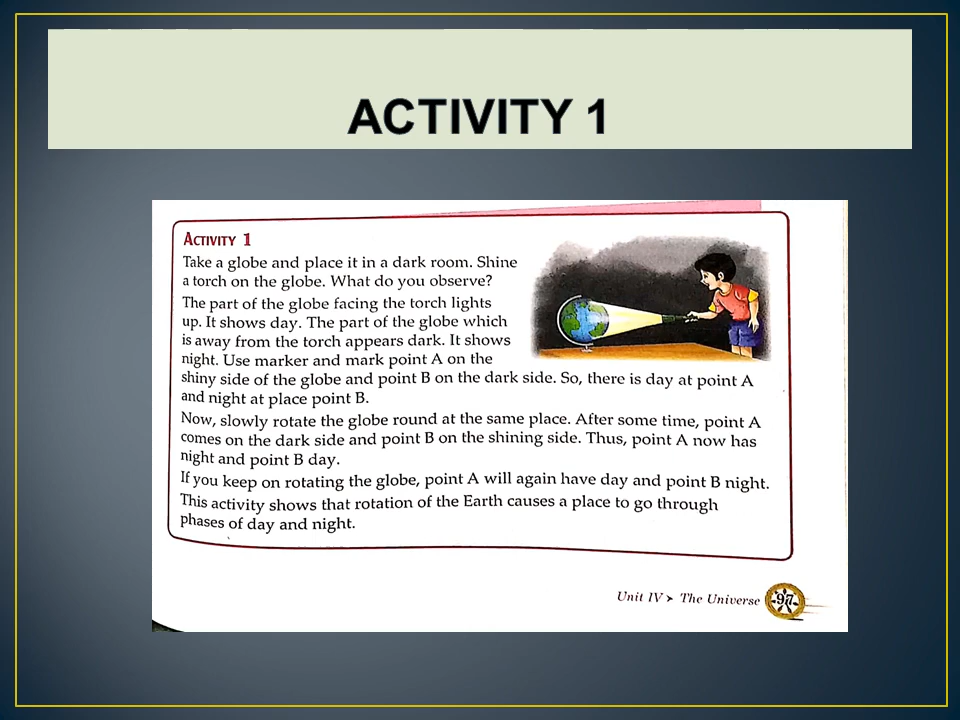 ACTIVITY 1
ACTIVITY 1
Take a globe and place it in a dark room. Shine
a torch on the globe. What do you observe?
The part of the globe facing the torch lights
up. It shows day. The part of the globe which
is away from the torch appears dark. It shows
night. Use marker and mark point A on the
shiny side of the globe and point B on the dark side. So, there is day at point A
and night at place point B.
Now, slowly rotate the globe round at the same place. After some time, point A
comes on the dark side and point B on the shining side. Thus, point A now has
night and point B day.
If you keep on rotating the globe, point A will again have day and point B night.
This activity shows that rotation of the Earth causes a place to go through
phases of day and night.
Unit IV ➤ The Universe 97